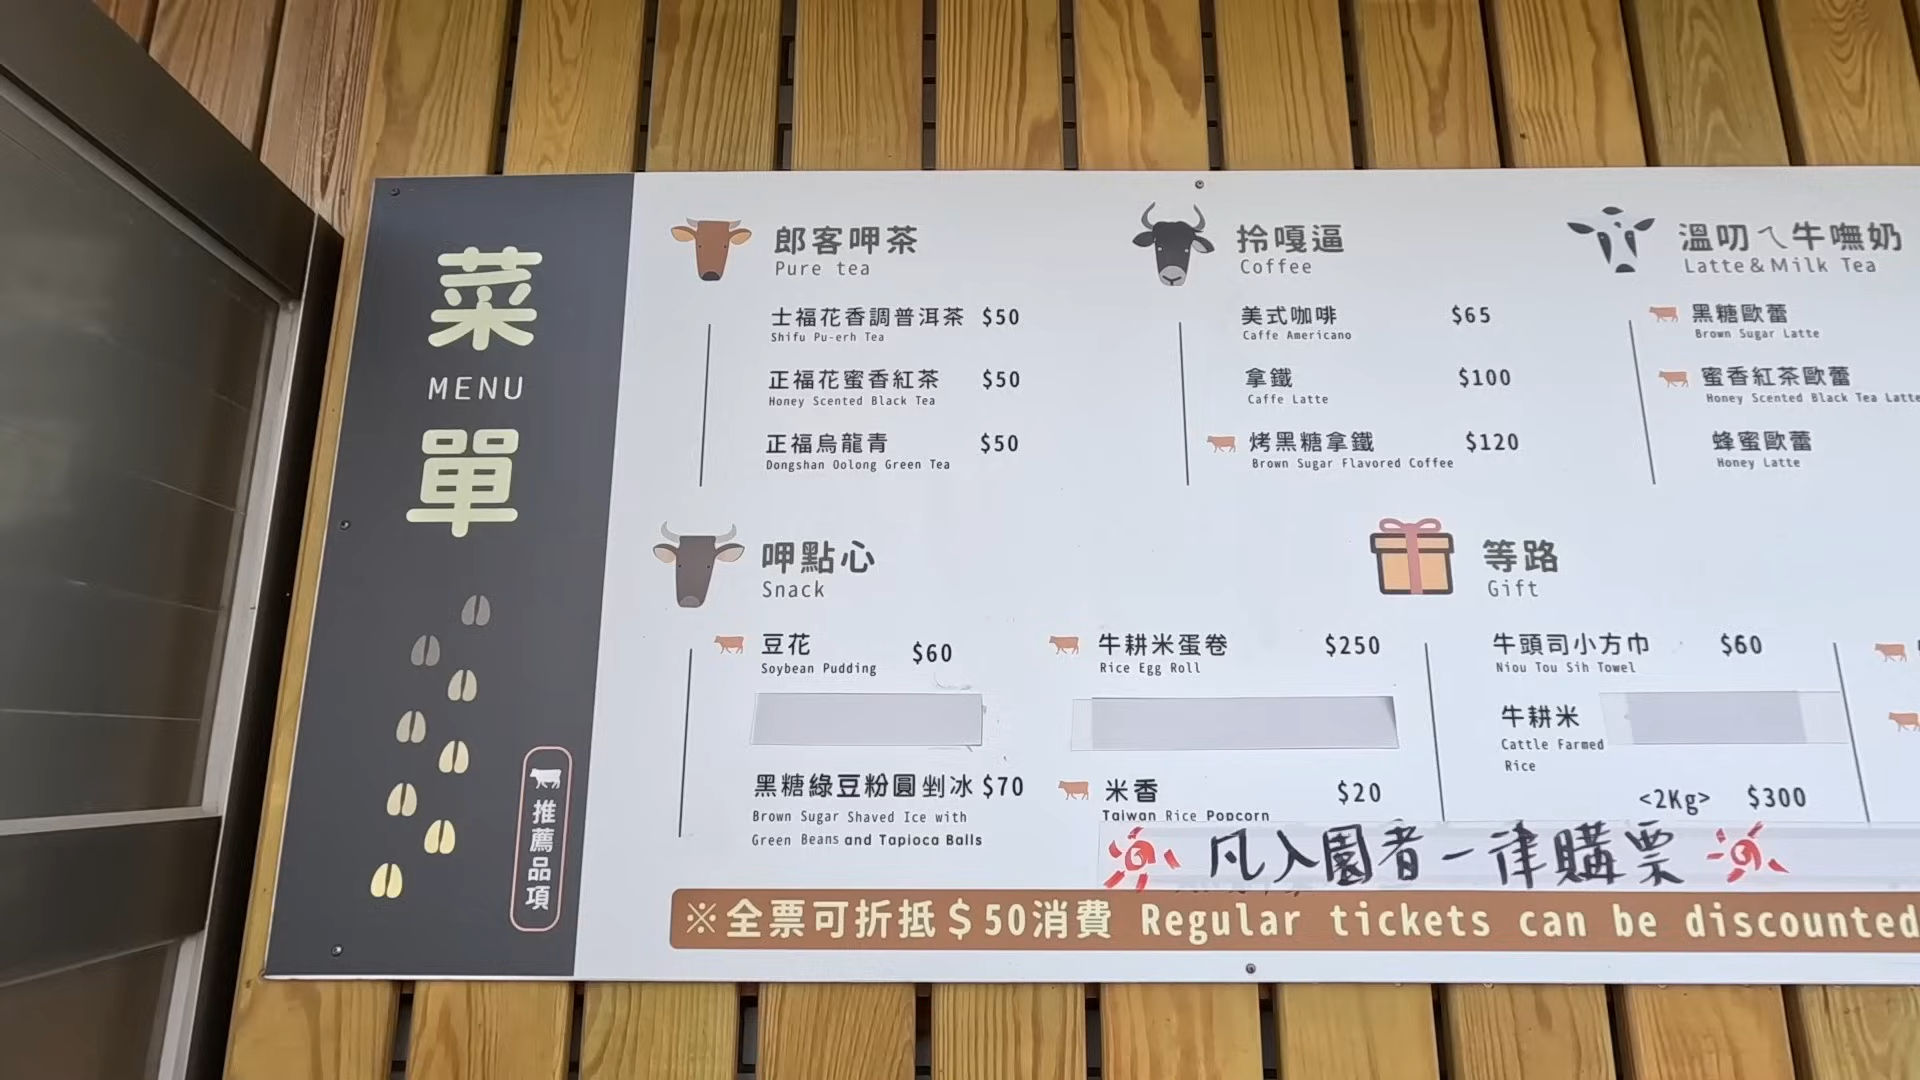 菜單
MENU
推薦品項
郎客呷茶
Pure tea
士福花香調普洱茶 $50
Shifu Pu-erh Tea
正福花蜜香紅茶 $50
Honey Scented Black Tea
正福烏龍青 $50
Dongshan Oolong Green Tea
拎嘎逼
Coffee
美式咖啡 $65
Caffe Americano
拿鐵 $100
Caffe Latte
烤黑糖拿鐵 $120
Brown Sugar Flavored Coffee
溫叨ㄟ牛嘸奶
Latte&Milk Tea
黑糖歐蕾
Brown Sugar Latte
蜜香紅茶歐蕾
Honey Scented Black Tea Latte
蜂蜜歐蕾
Honey Latte
呷點心
Snack
豆花 $60
Soybean Pudding
黑糖綠豆粉圓剉冰 $70
Brown Sugar Shaved Ice with
Green Beans and Tapioca Balls
牛耕米蛋卷 $250
Rice Egg Roll
米香 $20
Taiwan Rice Popcorn
等路
Gift
牛頭司小方巾 $60
Niou Tou Sih Towel
牛耕米
Cattle Farmed
Rice
<2Kg> $300
凡入園者一律購票
※全票可折抵$50消費 Regular tickets can be discounted